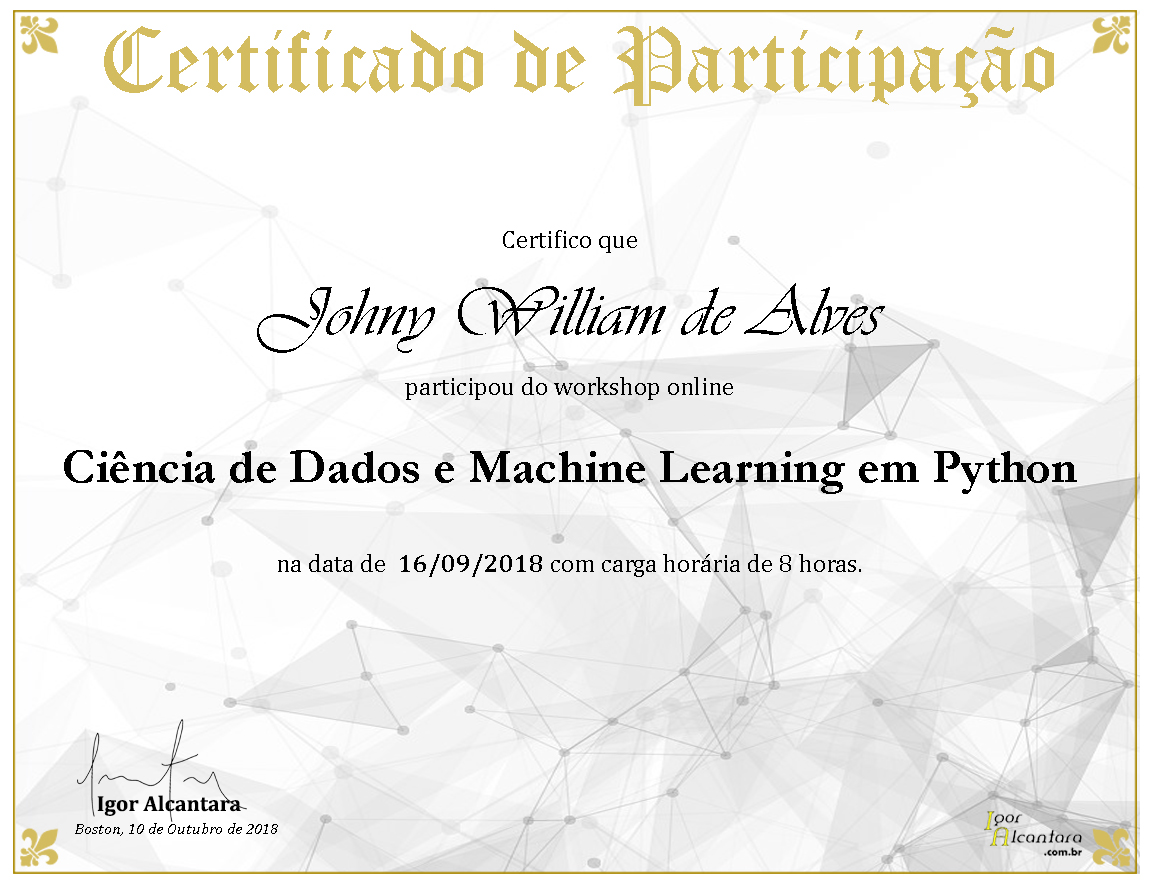 Certificado de Participação
Certifico que
Johny William de Alves
participou do workshop online
Ciência de Dados e Machine Learning em Python
na data de 16/09/2018 com carga horária de 8 horas.
Igor Alcantara
Boston, 10 de Outubro de 2018
Igor
Alcantara
.com.br